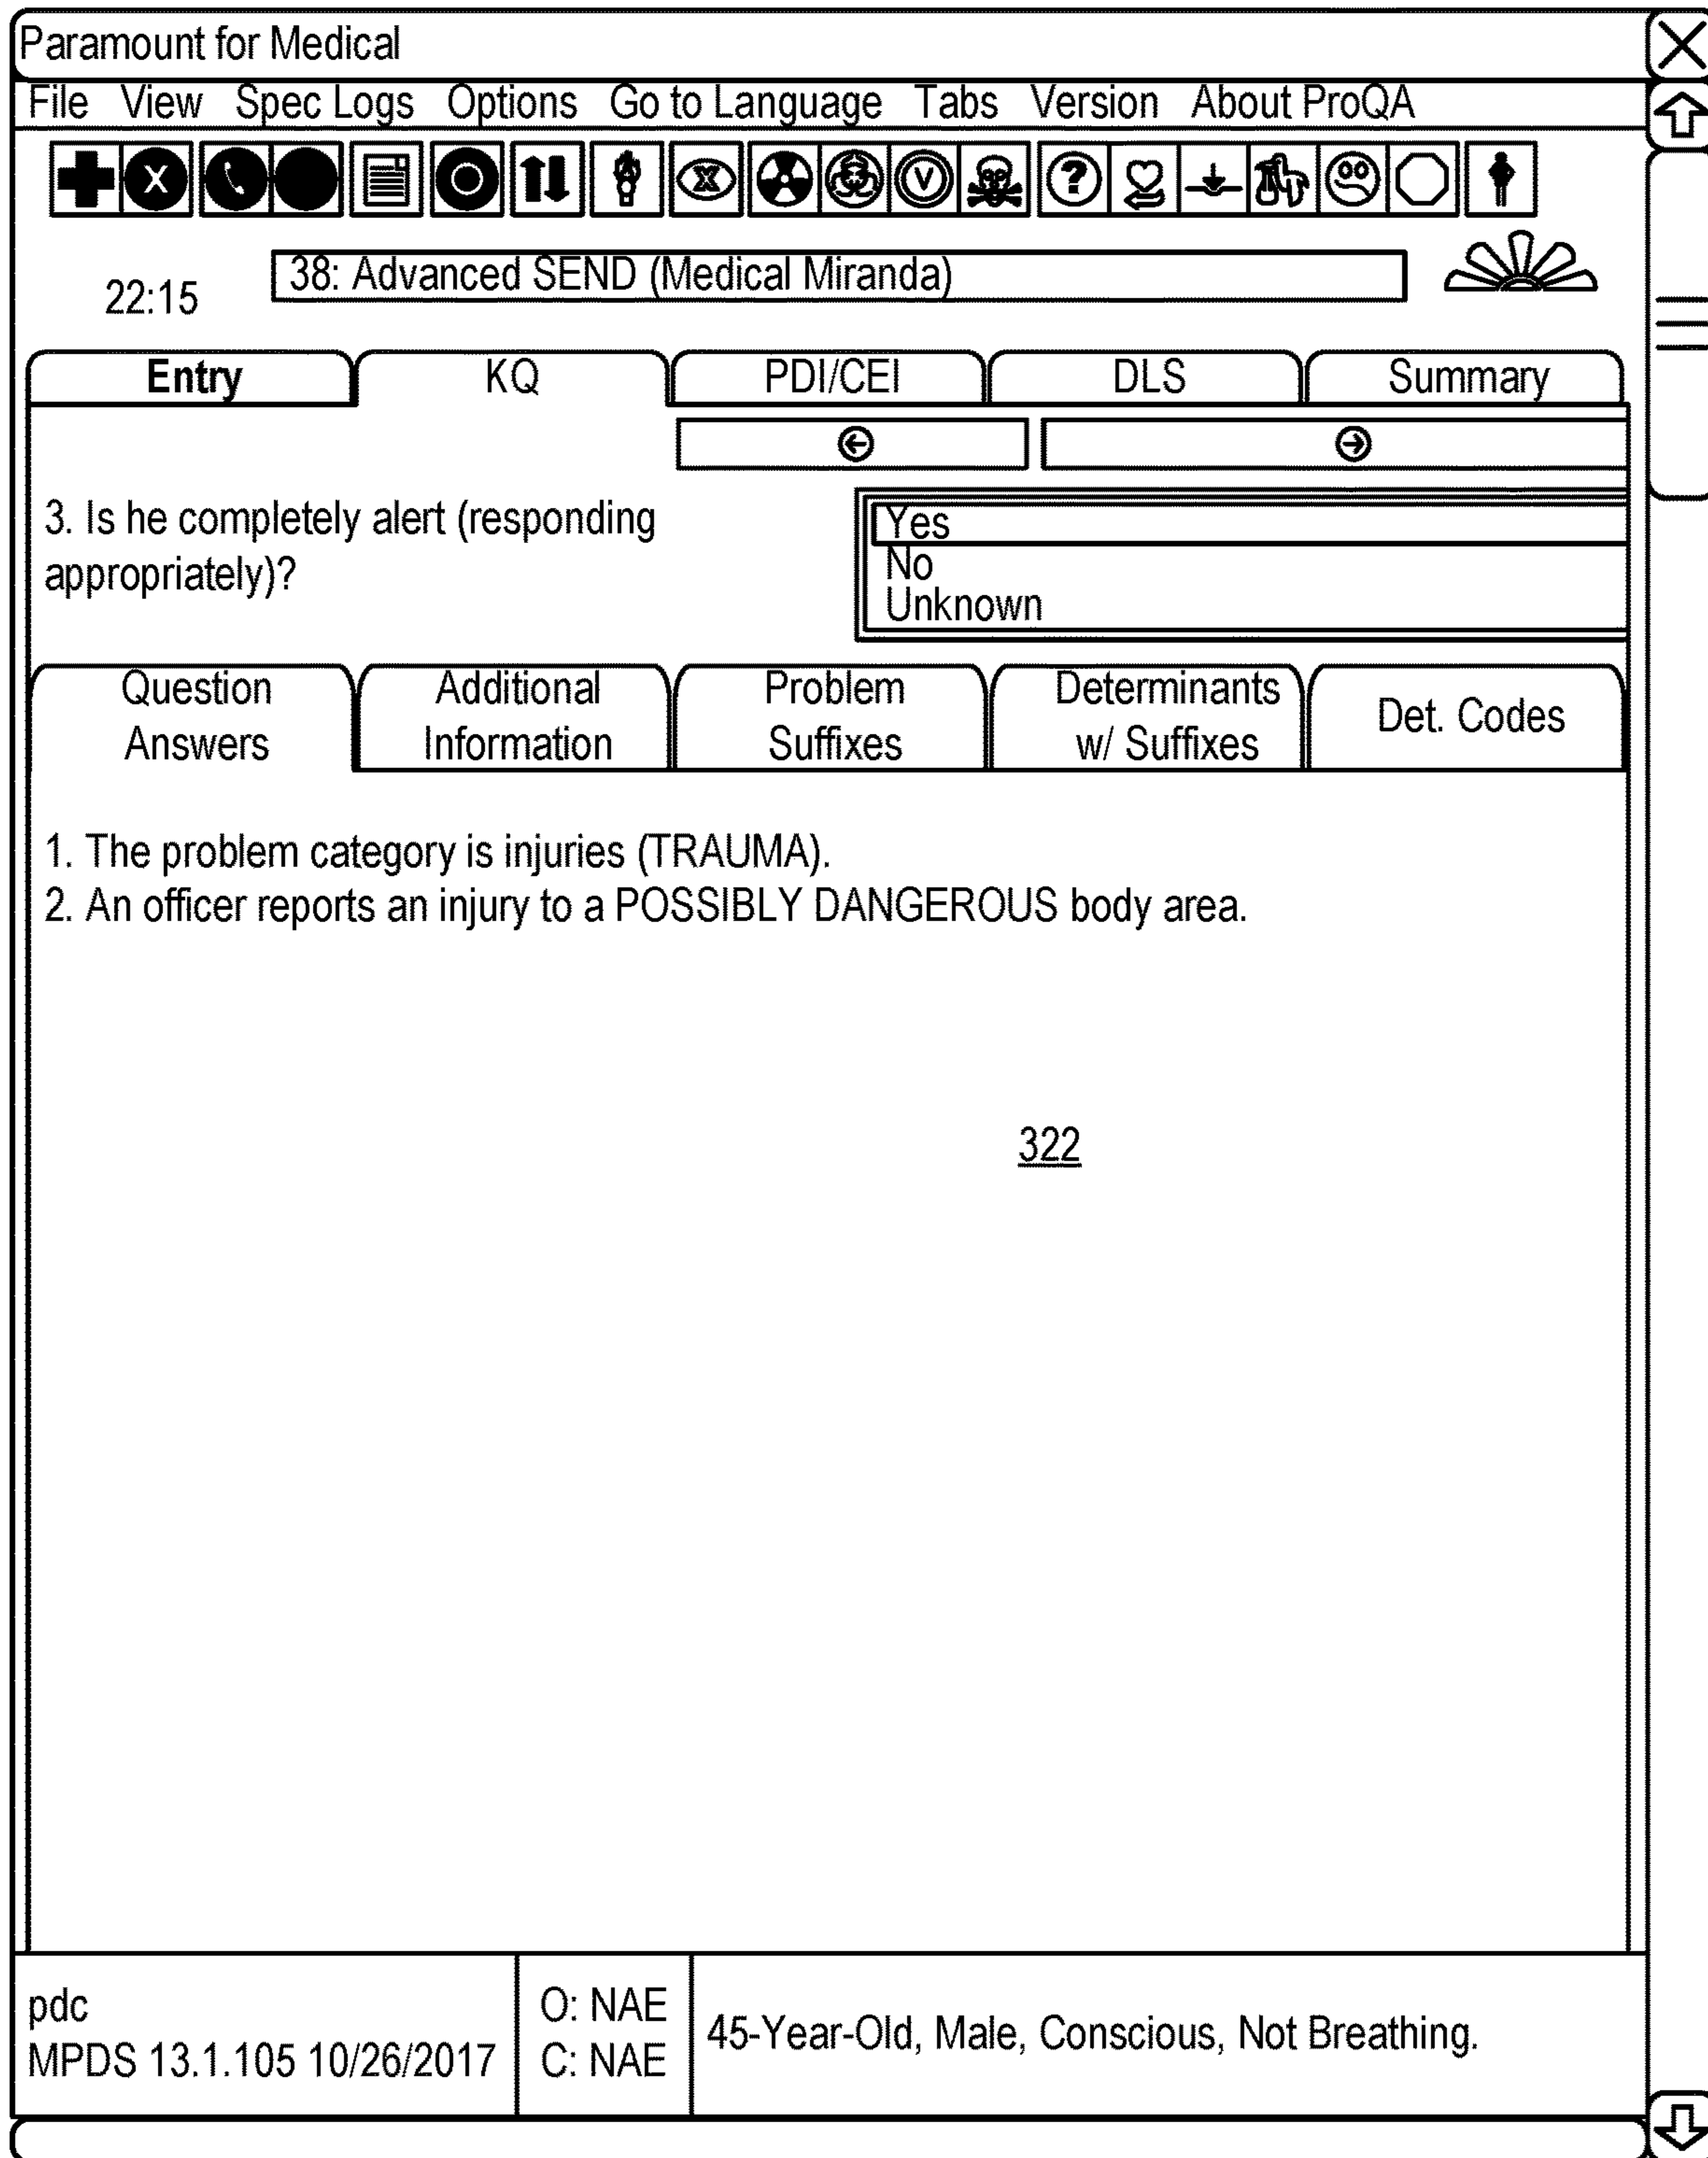 Paramount for Medical
File View Spec Logs Options Go to Language Tabs Version About ProQA
X V ?
22:15 38: Advanced SEND (Medical Miranda)
Entry KQ PDI/CEI DLS Summary
3. Is he completely alert (responding
appropriately)?
Yes
No
Unknown
Question Answers Additional Information Problem Suffixes Determinants w/ Suffixes Det. Codes
1. The problem category is injuries (TRAUMA).
2. An officer reports an injury to a POSSIBLY DANGEROUS body area.
322
pdc
MPDS 13.1.105 10/26/2017
O: NAE
C: NAE
45-Year-Old, Male, Conscious, Not Breathing.